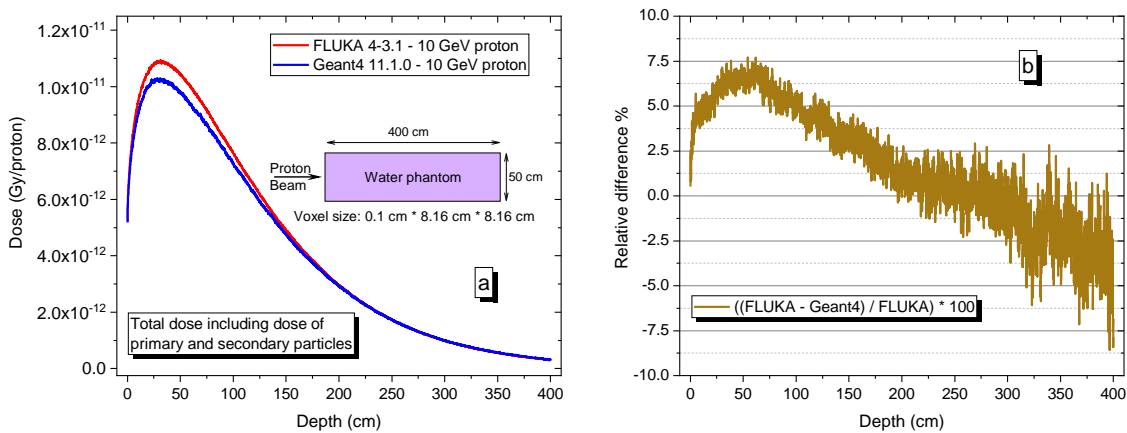 1.2x10⁻¹¹
1.0x10⁻¹¹
8.0x10⁻¹²
6.0x10⁻¹²
4.0x10⁻¹²
2.0x10⁻¹²
0.0
Dose (Gy/proton)
FLUKA 4-3.1 - 10 GeV proton
Geant4 11.1.0 - 10 GeV proton
400 cm
Proton
Beam
Water phantom
50 cm
Voxel size: 0.1 cm * 8.16 cm * 8.16 cm
a
Total dose including dose of
primary and secondary particles
0 50 100 150 200 250 300 350 400
Depth (cm)
10.0
7.5
5.0
2.5
0.0
-2.5
-5.0
-7.5
-10.0
Relative difference %
b
((FLUKA - Geant4) / FLUKA) * 100
0 50 100 150 200 250 300 350 400
Depth (cm)